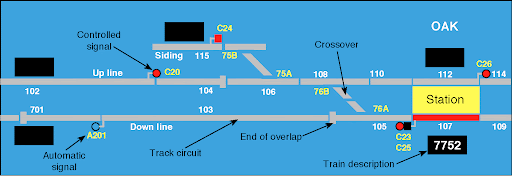 Controlled
signal
C24
OAK
Siding
115
75B
Crossover
Up line
C20
75A
C26
102
104
106
108
110
112
114
76B
Station
701
103
76A
A201
Down line
End of overlap
105
C23
C25
107
109
Automatic
signal
Track circuit
7752
Train description